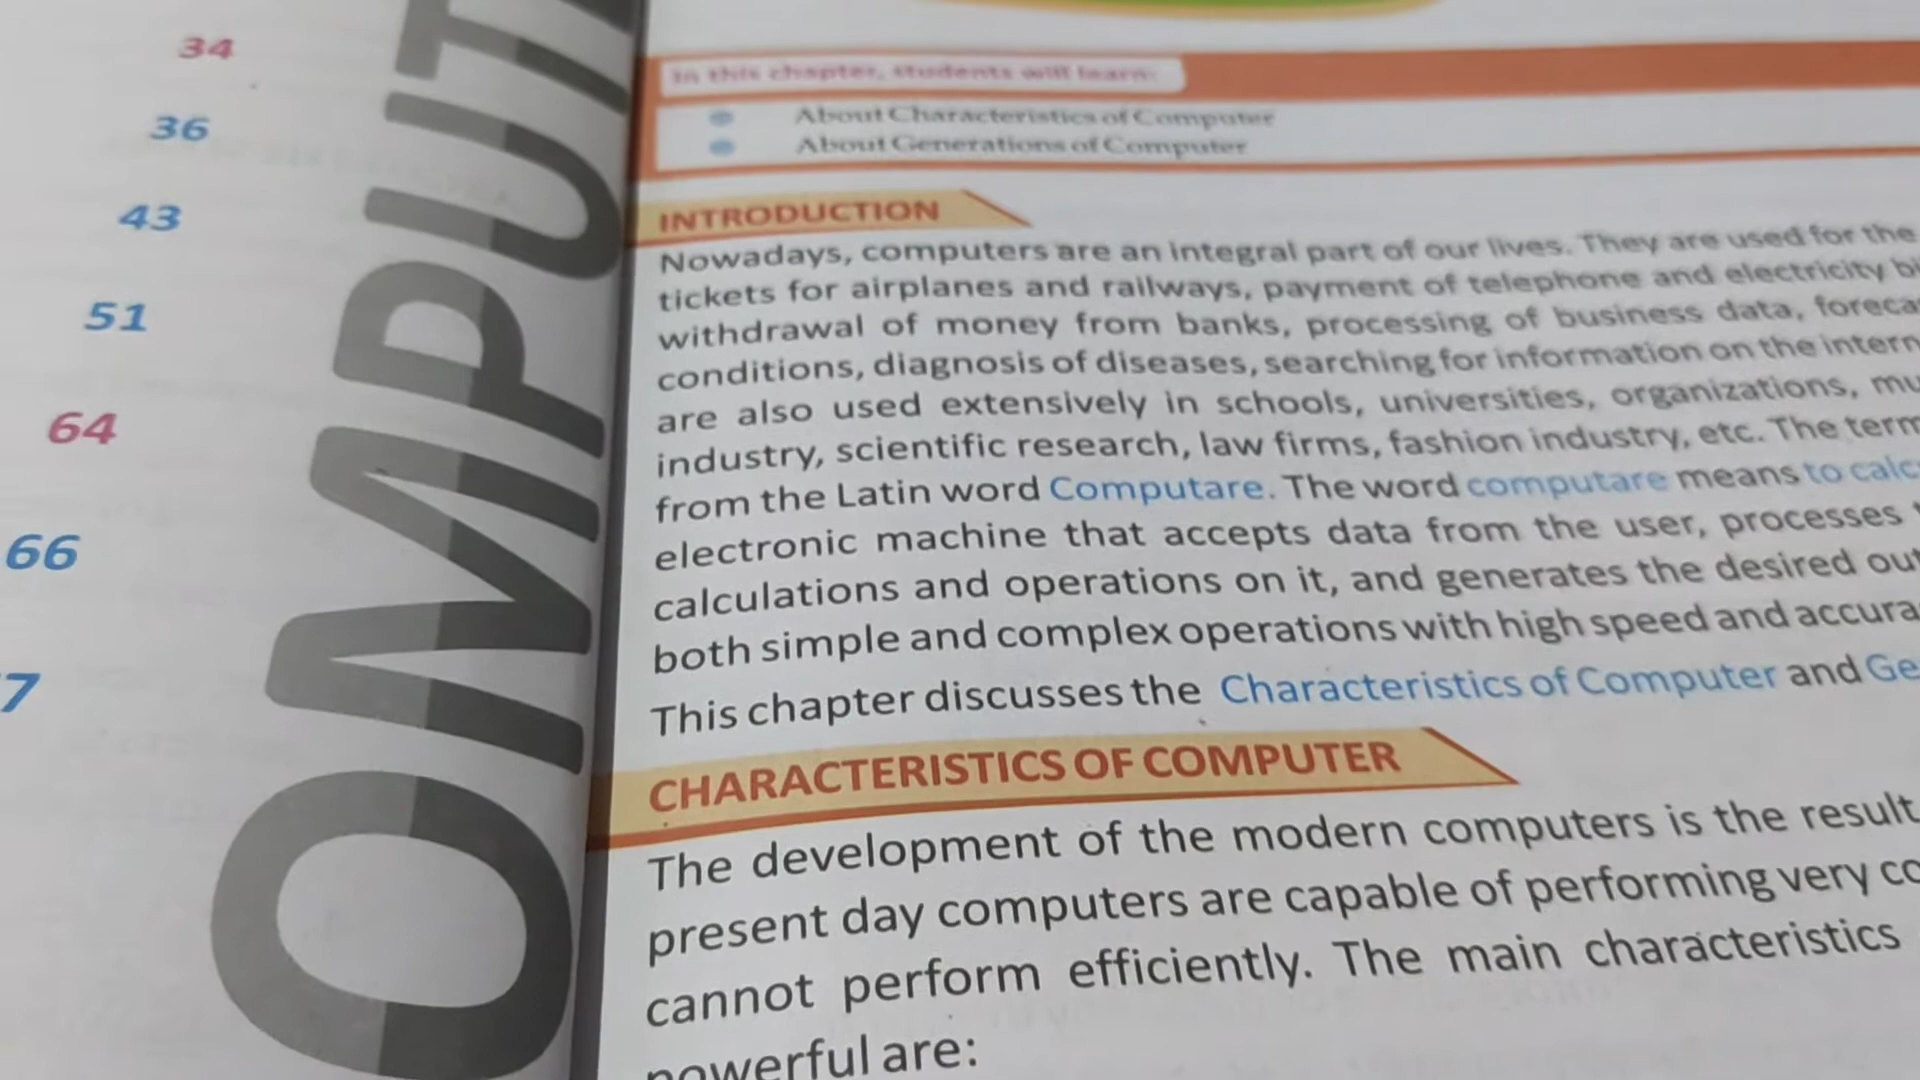 34
36
43
51
64
66
7
OMPUT
In this chapter, students will learn:
About Characteristics of Computer
About Generations of Computer
INTRODUCTION
Nowadays, computers are an integral part of our lives. They are used for the
tickets for airplanes and railways, payment of telephone and electricity bi
withdrawal of money from banks, processing of business data, foreca
conditions, diagnosis of diseases, searching for information on the intern
are also used extensively in schools, universities, organizations, mu
industry, scientific research, law firms, fashion industry, etc. The term
from the Latin word Computare. The word computare means to calc
electronic machine that accepts data from the user, processes
calculations and operations on it, and generates the desired out
both simple and complex operations with high speed and accura
This chapter discusses the Characteristics of Computer and Ge
CHARACTERISTICS OF COMPUTER
The development of the modern computers is the result
present day computers are capable of performing very co
cannot perform efficiently. The main characteristics
powerful are: